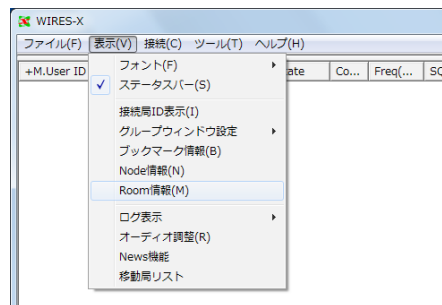 WIRES-X
ファイル(F) 表示(V) 接続(C) ツール(T) ヘルプ(H)
+M.User ID ate Co... Freq(... SQ
フォント(F)
ステータスバー(S)
接続局ID表示(I)
グループウィンドウ設定
ブックマーク情報(B)
Node情報(N)
Room情報(M)
ログ表示
オーディオ調整(R)
News機能
移動局リスト